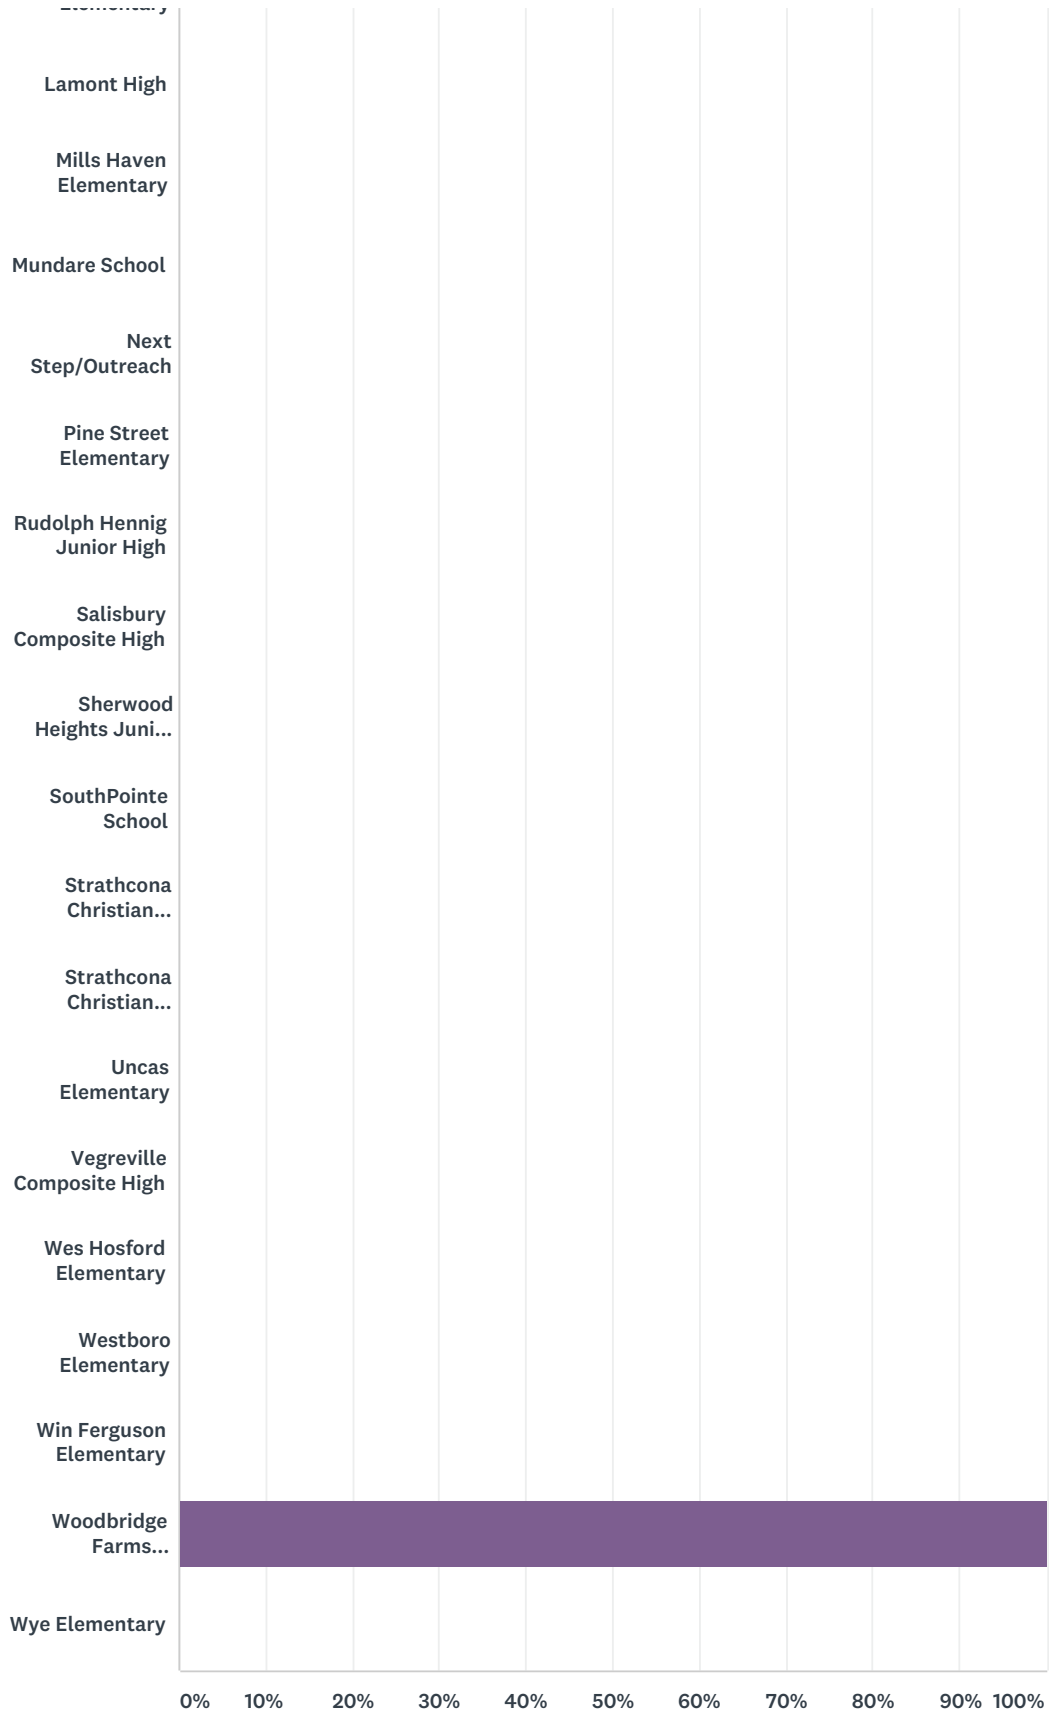 Elementary
Lamont High
Mills Haven
Elementary
Mundare School
Next
Step/Outreach
Pine Street
Elementary
Rudolph Hennig
Junior High
Salisbury
Composite High
Sherwood
Heights Juni...
SouthPointe
School
Strathcona
Christian...
Strathcona
Christian...
Uncas
Elementary
Vegreville
Composite High
Wes Hosford
Elementary
Westboro
Elementary
Win Ferguson
Elementary
Woodbridge
Farms...
Wye Elementary
0% 10% 20% 30% 40% 50% 60% 70% 80% 90% 100%